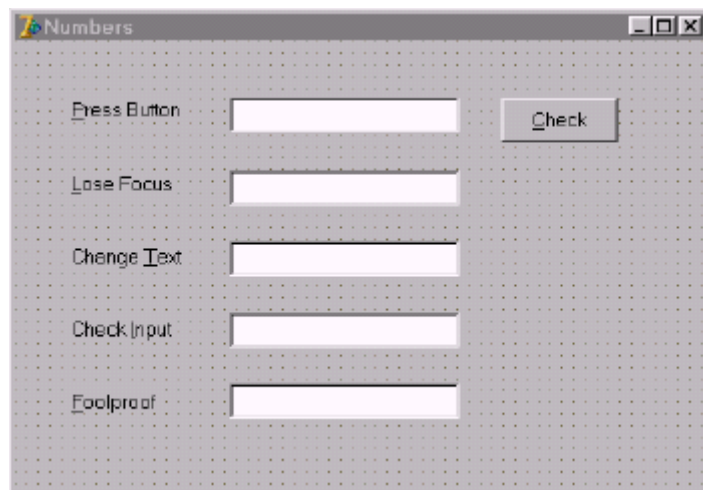 Numbers
Press Button
Check
Lose Focus
Change Text
Check Input
Foolproof